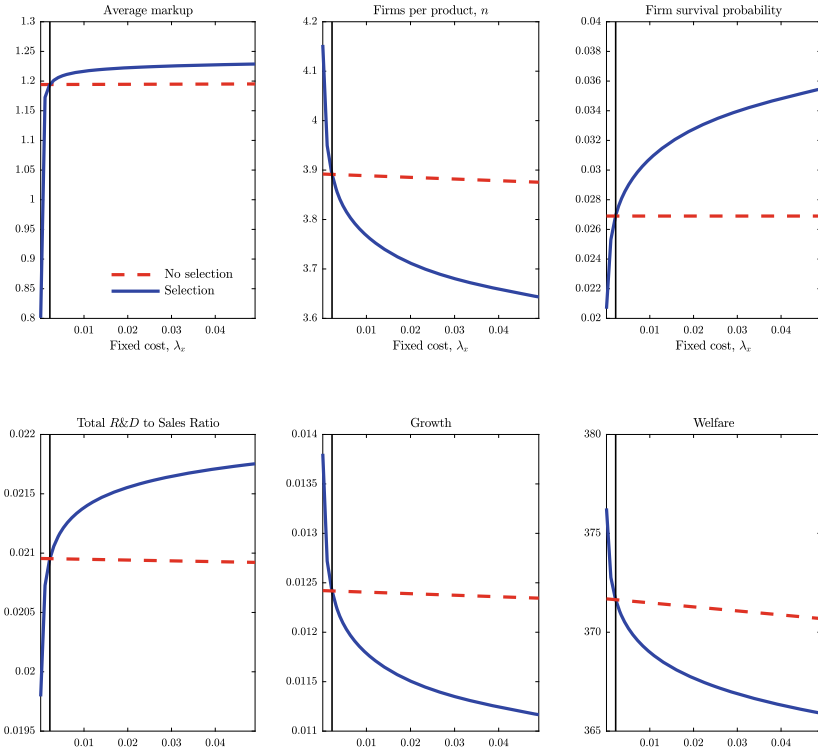 Average markup
1.3
1.25
1.2
1.15
1.1
1.05
1
0.95
0.9
0.85
0.8
No selection
Selection
0.01 0.02 0.03 0.04
Fixed cost, λx
Firms per product, n
4.2
4.1
4
3.9
3.8
3.7
3.6
0.01 0.02 0.03 0.04
Fixed cost, λx
Firm survival probability
0.04
0.038
0.036
0.034
0.032
0.03
0.028
0.026
0.024
0.022
0.02
0.01 0.02 0.03 0.04
Fixed cost, λx
Total R&D to Sales Ratio
0.022
0.0215
0.021
0.0205
0.02
0.0195
0.01 0.02 0.03 0.04
Growth
0.014
0.0135
0.013
0.0125
0.012
0.0115
0.011
0.01 0.02 0.03 0.04
Welfare
380
375
370
365
0.01 0.02 0.03 0.04